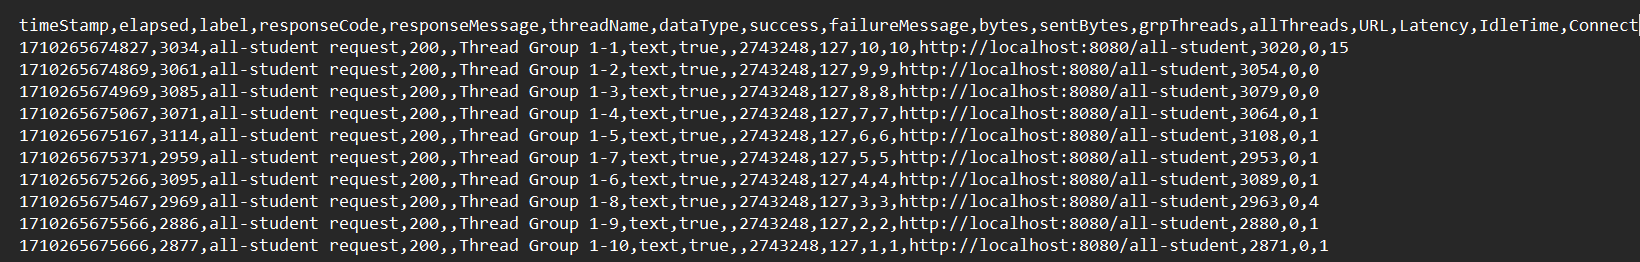 timeStamp,elapsed,label,responseCode,responseMessage,threadName,dataType,success,failureMessage,bytes,sentBytes,grpThreads,allThreads,URL,Latency,IdleTime,Connect
1710265674827,3034,all-student request,200,,Thread Group 1-1,text,true,,2743248,127,10,10,http://localhost:8080/all-student,3020,0,15
1710265674869,3061,all-student request,200,,Thread Group 1-2,text,true,,2743248,127,9,9,http://localhost:8080/all-student,3054,0,0
1710265674969,3085,all-student request,200,,Thread Group 1-3,text,true,,2743248,127,8,8,http://localhost:8080/all-student,3079,0,0
1710265675067,3071,all-student request,200,,Thread Group 1-4,text,true,,2743248,127,7,7,http://localhost:8080/all-student,3064,0,1
1710265675167,3114,all-student request,200,,Thread Group 1-5,text,true,,2743248,127,6,6,http://localhost:8080/all-student,3108,0,1
1710265675371,2959,all-student request,200,,Thread Group 1-7,text,true,,2743248,127,5,5,http://localhost:8080/all-student,2953,0,1
1710265675266,3095,all-student request,200,,Thread Group 1-6,text,true,,2743248,127,4,4,http://localhost:8080/all-student,3089,0,1
1710265675467,2969,all-student request,200,,Thread Group 1-8,text,true,,2743248,127,3,3,http://localhost:8080/all-student,2963,0,4
1710265675566,2886,all-student request,200,,Thread Group 1-9,text,true,,2743248,127,2,2,http://localhost:8080/all-student,2880,0,1
1710265675666,2877,all-student request,200,,Thread Group 1-10,text,true,,2743248,127,1,1,http://localhost:8080/all-student,2871,0,1